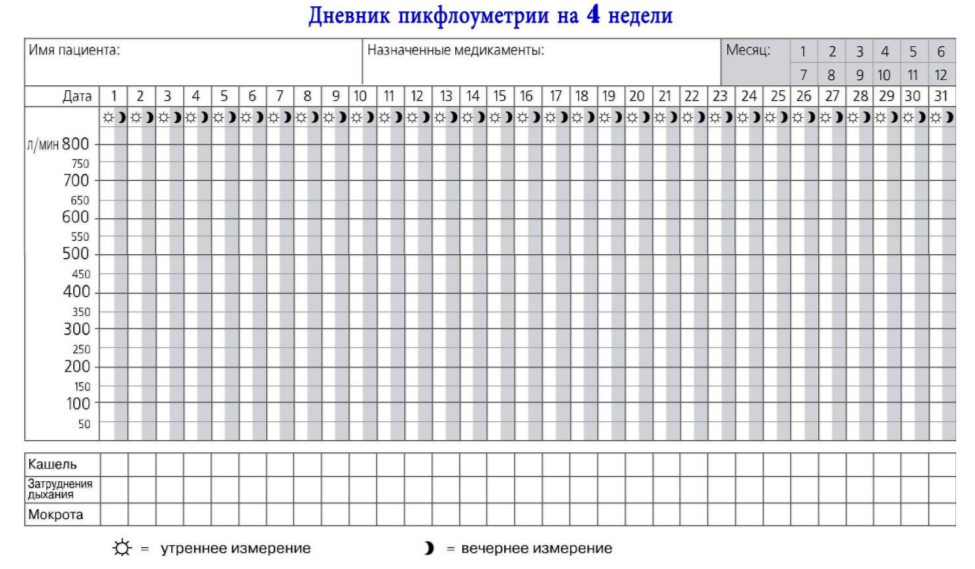 Дневник пикфлоуметрии на 4 недели
Имя пациента: Назначенные медикаменты: Месяц: 1 2 3 4 5 6
7 8 9 10 11 12
Дата 1 2 3 4 5 6 7 8 9 10 11 12 13 14 15 16 17 18 19 20 21 22 23 24 25 26 27 28 29 30 31
л/мин 800
750
700
650
600
550
500
450
400
350
300
250
200
150
100
50
Кашель
Затруднения
дыхания
Мокрота
= утреннее измерение = вечернее измерение